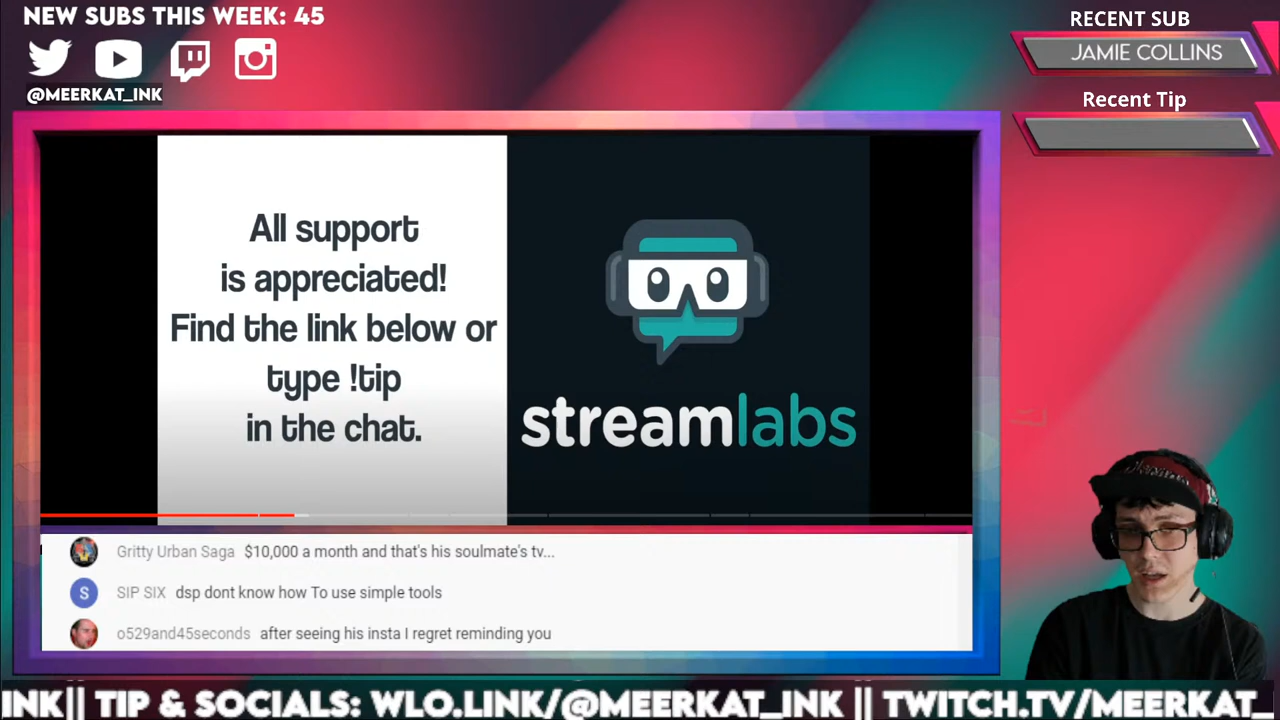 NEW SUBS THIS WEEK: 45
@MEERKAT_INK
RECENT SUB
JAMIE COLLINS
Recent Tip
All support
is appreciated!
Find the link below or
type !tip
in the chat.
streamlabs
Gritty Urban Saga $10,000 a month and that's his soulmate's tv...
S SIP SIX dsp dont know how To use simple tools
o529and45seconds after seeing his insta I regret reminding you
INK|| TIP & SOCIALS: WLO.LINK/@MEERKAT_INK || TWITCH.TV/MEERKAT_